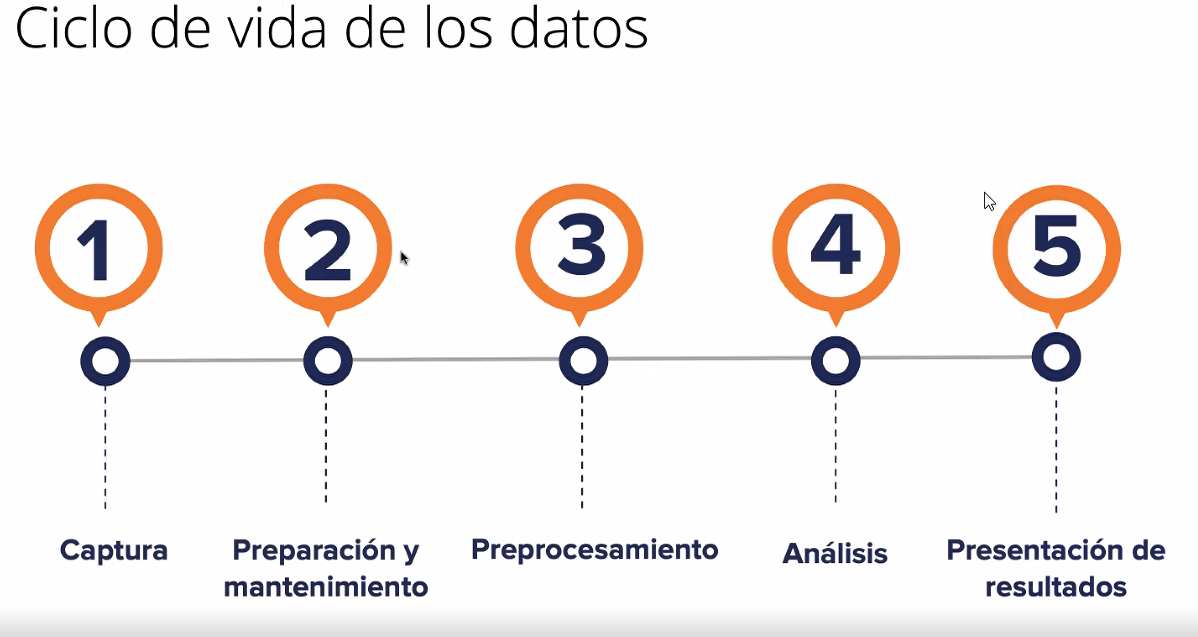 Ciclo de vida de los datos
1
2
3
4
5
Captura
Preparación y
mantenimiento
Preprocesamiento
Análisis
Presentación de
resultados